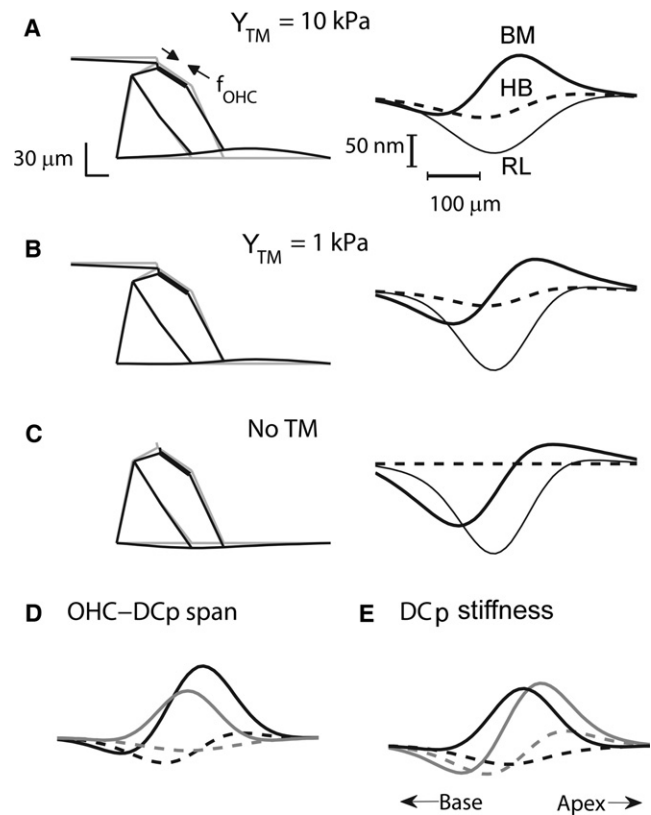 A
Y_TM = 10 kPa
f_OHC
30 μm
BM
HB
50 nm
RL
100 μm
B
Y_TM = 1 kPa
C
No TM
D OHC–DCp span
E DCp stiffness
Base
Apex